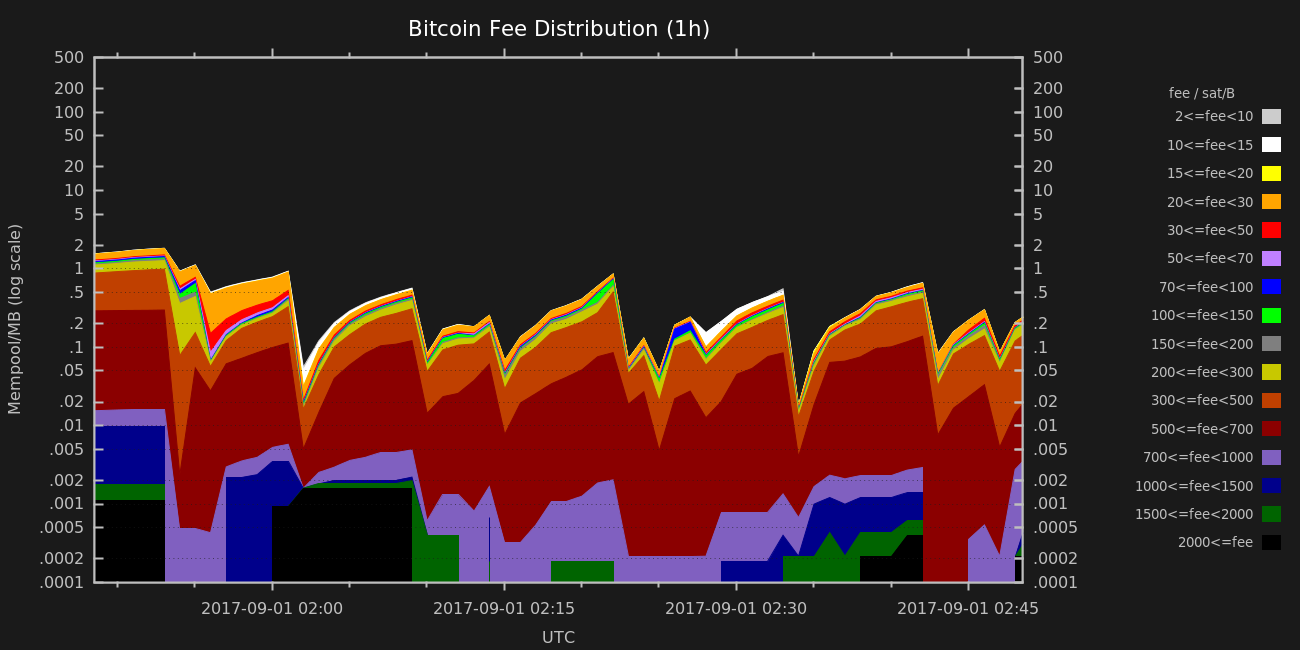 Bitcoin Fee Distribution (1h)
500
200
100
50
20
10
5
2
1
.5
.2
.1
.05
.02
.01
.005
.002
.001
.0005
.0002
.0001
Mempool/MB (log scale)
500
200
100
50
20
10
5
2
1
.5
.2
.1
.05
.02
.01
.005
.002
.001
.0005
.0002
.0001
2017-09-01 02:00 2017-09-01 02:15 2017-09-01 02:30 2017-09-01 02:45
UTC
fee / sat/B
2<=fee<10
10<=fee<15
15<=fee<20
20<=fee<30
30<=fee<50
50<=fee<70
70<=fee<100
100<=fee<150
150<=fee<200
200<=fee<300
300<=fee<500
500<=fee<700
700<=fee<1000
1000<=fee<1500
1500<=fee<2000
2000<=fee